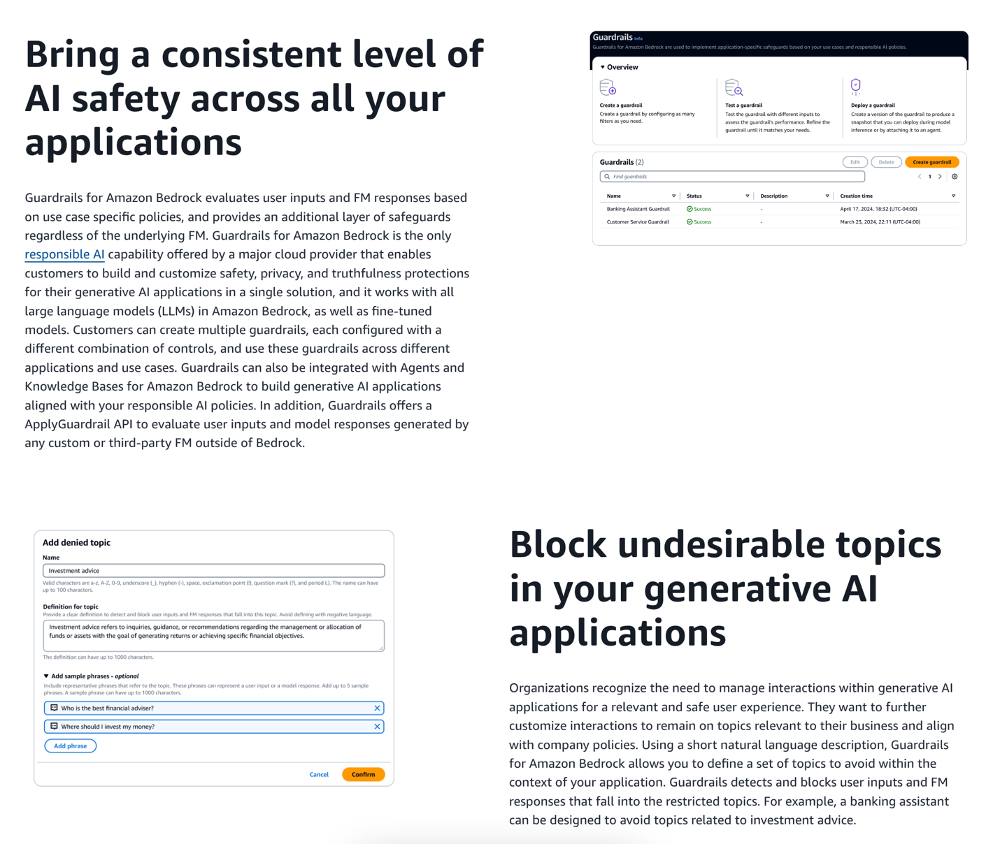 Bring a consistent level of
AI safety across all your
applications
Guardrails for Amazon Bedrock evaluates user inputs and FM responses based
on use case specific policies, and provides an additional layer of safeguards
regardless of the underlying FM. Guardrails for Amazon Bedrock is the only
responsible AI capability offered by a major cloud provider that enables
customers to build and customize safety, privacy, and truthfulness protections
for their generative AI applications in a single solution, and it works with all
large language models (LLMs) in Amazon Bedrock, as well as fine-tuned
models. Customers can create multiple guardrails, each configured with a
different combination of controls, and use these guardrails across different
applications and use cases. Guardrails can also be integrated with Agents and
Knowledge Bases for Amazon Bedrock to build generative AI applications
aligned with your responsible AI policies. In addition, Guardrails offers a
ApplyGuardrail API to evaluate user inputs and model responses generated by
any custom or third-party FM outside of Bedrock.
Guardrails Info
Guardrails for Amazon Bedrock are used to implement application-specific safeguards based on your use cases and responsible AI policies.
Overview
Create a guardrail
Create a guardrail by configuring as many
filters as you need.
Test a guardrail
Test the guardrail with different inputs to
assess the guardrail's performance. Refine the
guardrail until it matches your needs.
Deploy a guardrail
Create a version of the guardrail to produce a
snapshot that you can deploy during model
inference or by attaching it to an agent.
Guardrails (2)
Edit
Delete
Create guardrail
Find guardrails
1
Name Status Description Creation time
Banking Assistant Guardrail Success - April 17, 2024, 18:32 (UTC-04:00)
Customer Service Guardrail Success - March 23, 2024, 22:11 (UTC-04:00)
Add denied topic
Name
Investment advice
Valid characters are a-z, A-Z, 0-9, underscore (_), hyphen (-), space, exclamation point (!), question mark (?), and period (.). The name can have
up to 100 characters.
Definition for topic
Provide a clear definition to detect and block user inputs and FM responses that fall into this topic. Avoid defining with negative language.
Investment advice refers to inquiries, guidance, or recommendations regarding the management or allocation of
funds or assets with the goal of generating returns or achieving specific financial objectives.
The definition can have up to 1000 characters.
Add sample phrases - optional
Include representative phrases that refer to the topic. These phrases can represent a user input or a model response. Add up to 5 sample
phrases. A sample phrase can have up to 1000 characters.
Who is the best financial adviser?
Where should I invest my money?
Add phrase
Cancel
Confirm
Block undesirable topics
in your generative AI
applications
Organizations recognize the need to manage interactions within generative AI
applications for a relevant and safe user experience. They want to further
customize interactions to remain on topics relevant to their business and align
with company policies. Using a short natural language description, Guardrails
for Amazon Bedrock allows you to define a set of topics to avoid within the
context of your application. Guardrails detects and blocks user inputs and FM
responses that fall into the restricted topics. For example, a banking assistant
can be designed to avoid topics related to investment advice.